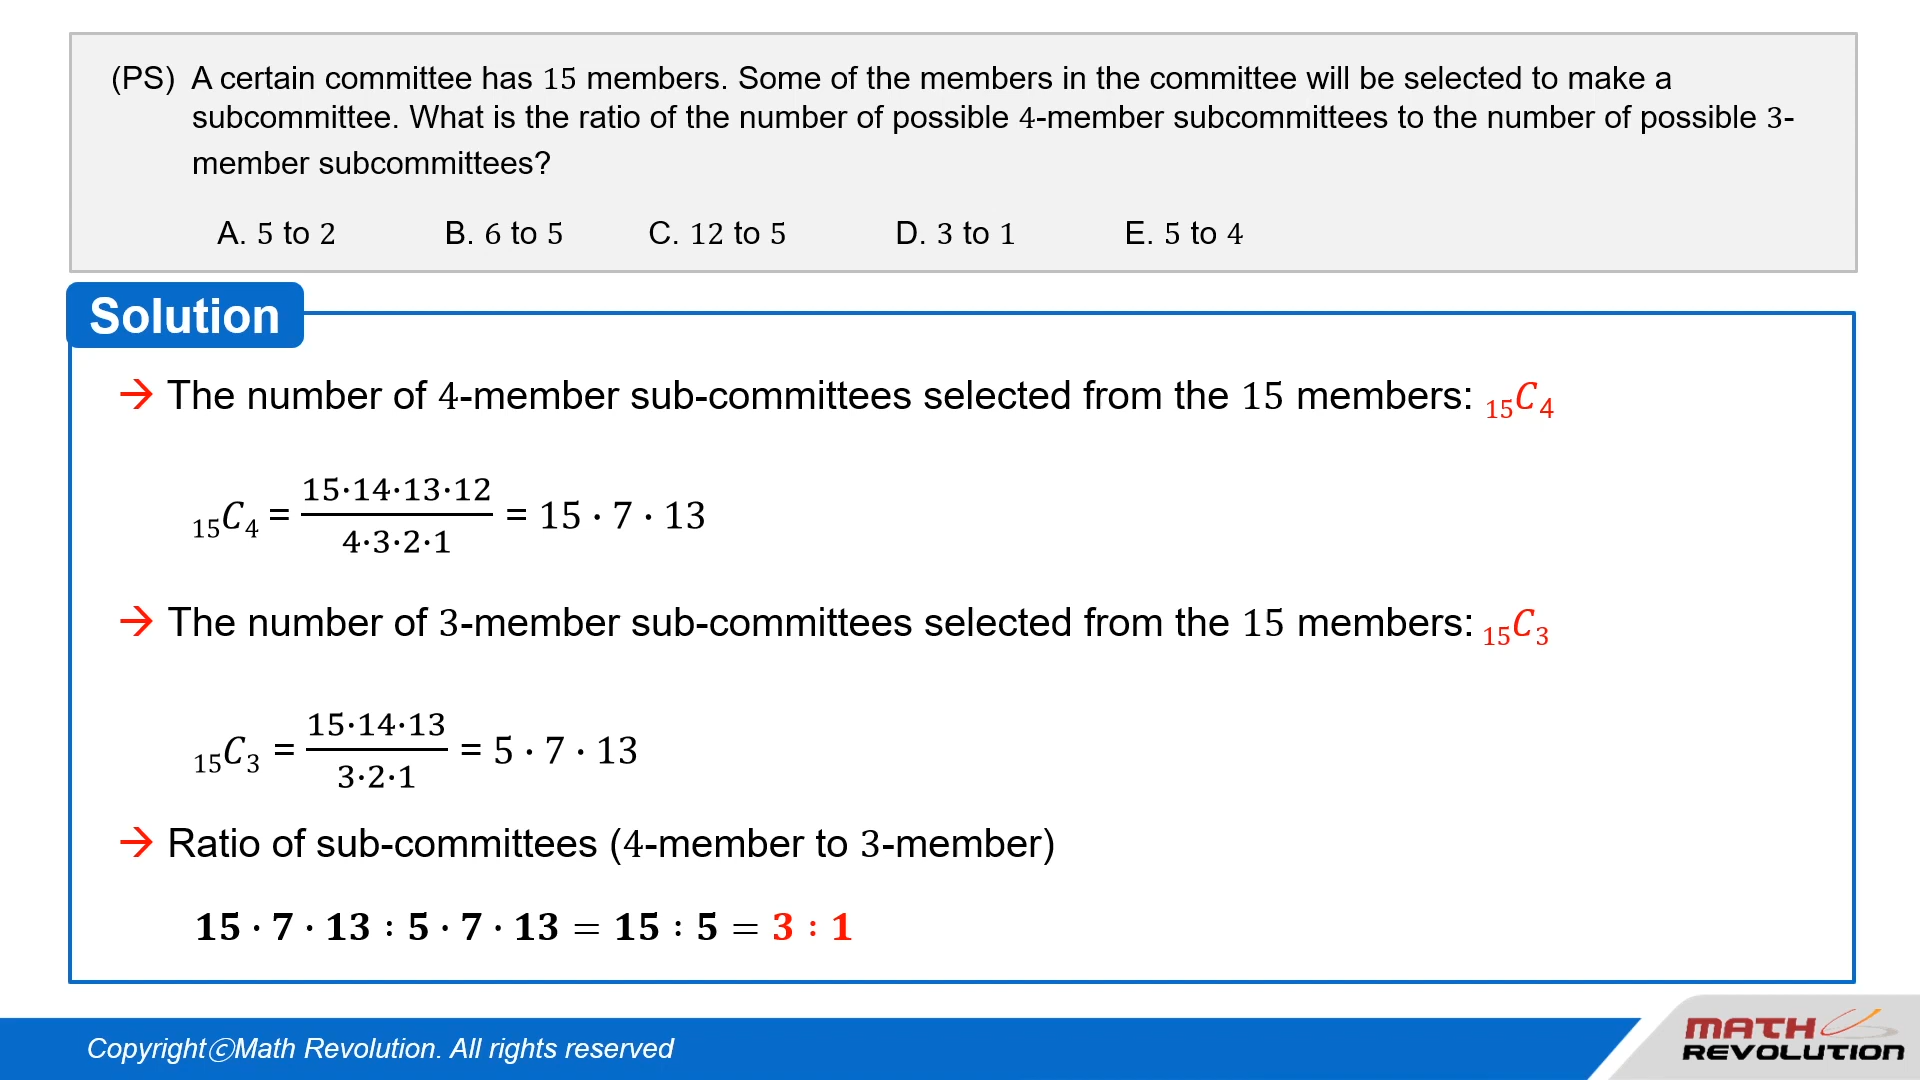 (PS) A certain committee has 15 members. Some of the members in the committee will be selected to make a
subcommittee. What is the ratio of the number of possible 4-member subcommittees to the number of possible 3-
member subcommittees?
A. 5 to 2 B. 6 to 5 C. 12 to 5 D. 3 to 1 E. 5 to 4
Solution
→ The number of 4-member sub-committees selected from the 15 members: ₁₅C₄
₁₅C₄ = 15·14·13·12 / 4·3·2·1 = 15 · 7 · 13
→ The number of 3-member sub-committees selected from the 15 members: ₁₅C₃
₁₅C₃ = 15·14·13 / 3·2·1 = 5 · 7 · 13
→ Ratio of sub-committees (4-member to 3-member)
15 · 7 · 13 : 5 · 7 · 13 = 15 : 5 = 3 : 1
CopyrightⓒMath Revolution. All rights reserved
MATH
REVOLUTION